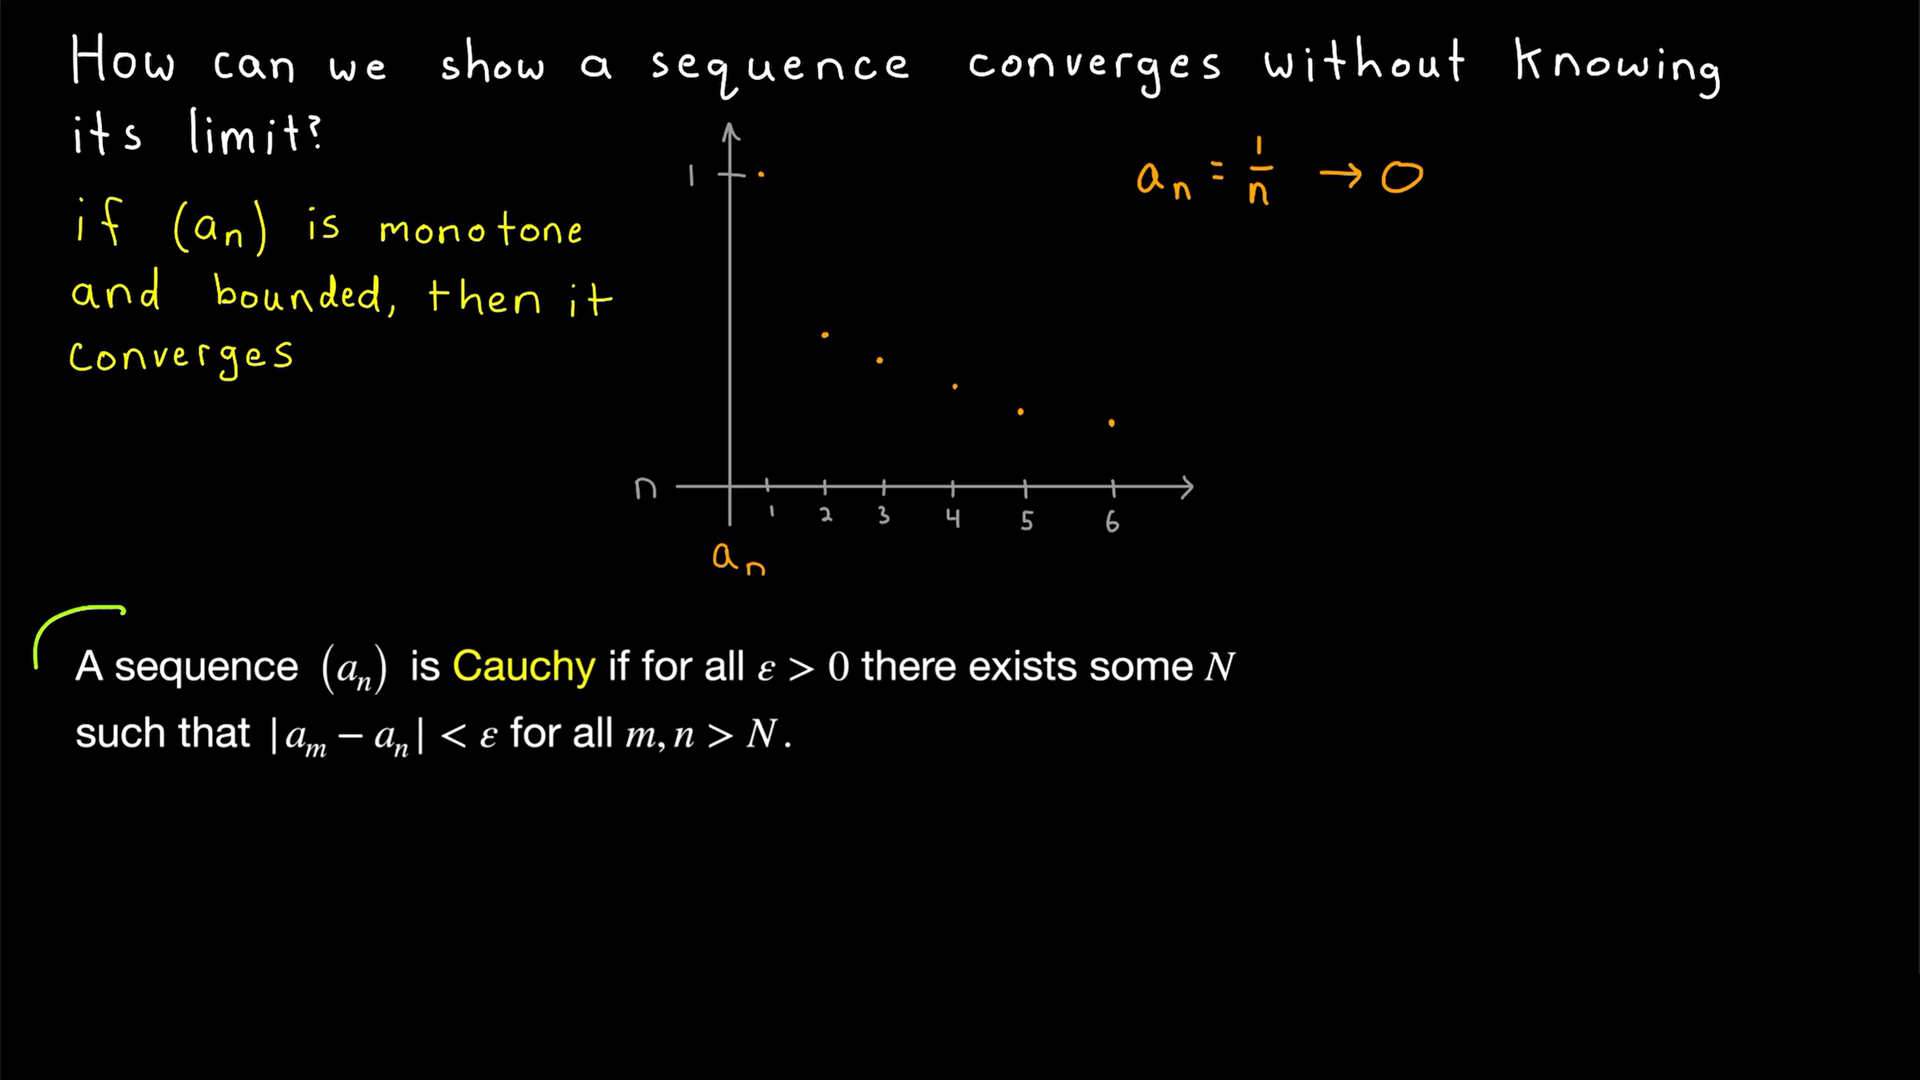 How can we show a sequence converges without knowing
its limit?
if (aₙ) is monotone
and bounded, then it
converges
1
aₙ = 1/n → 0
n
1 2 3 4 5 6
aₙ
A sequence (aₙ) is Cauchy if for all ε > 0 there exists some N
such that |aₘ − aₙ| < ε for all m, n > N.